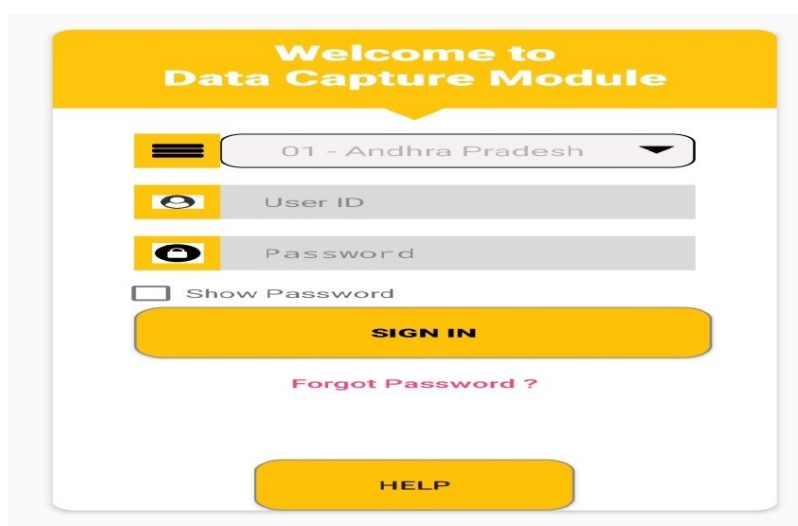 Welcome to
Data Capture Module
01 - Andhra Pradesh
User ID
Password
Show Password
SIGN IN
Forgot Password ?
HELP